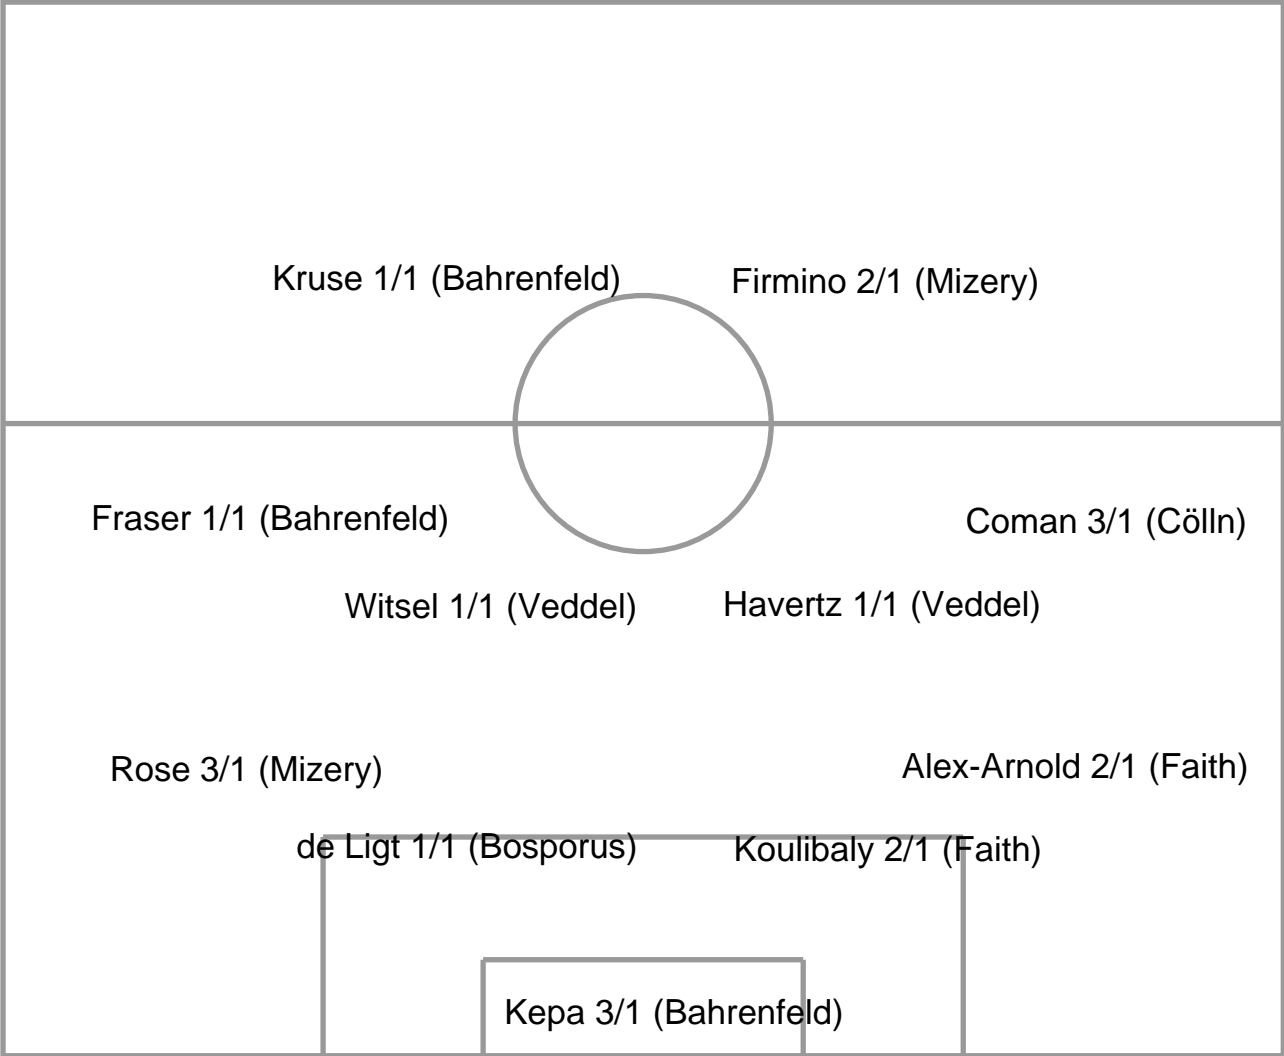 Kruse 1/1 (Bahrenfeld)
Firmino 2/1 (Mizery)
Fraser 1/1 (Bahrenfeld)
Coman 3/1 (Cölln)
Witsel 1/1 (Veddel)
Havertz 1/1 (Veddel)
Rose 3/1 (Mizery)
Alex-Arnold 2/1 (Faith)
de Ligt 1/1 (Bosporus)
Koulibaly 2/1 (Faith)
Kepa 3/1 (Bahrenfeld)